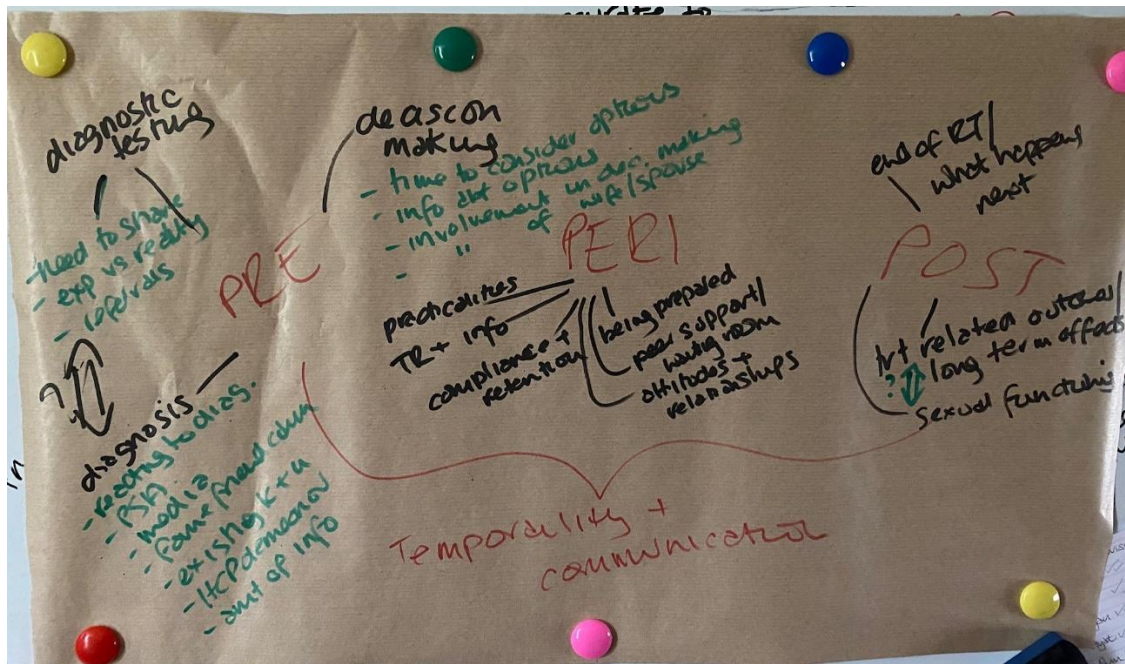 diagnostic
testing
- need to share
- exp vs reality
- referrals
PRE
?
diagnosis
- reacting to diag.
- PSA
- media
- fam + friend comm
- existing k + u
- HCP demeanor
- amt of info
deascon
making
- time to consider options
- info abt options
- involvement in dec. making
- " of wife/spouse
PERI
practicalities
TR + info
compliance +
retention
being prepared
peer support/
waiting room
attitudes +
relationships
end of RT/
what happens
next
POST
trt related outcomes/
long term effects
?
sexual functioning
Temporality +
communication